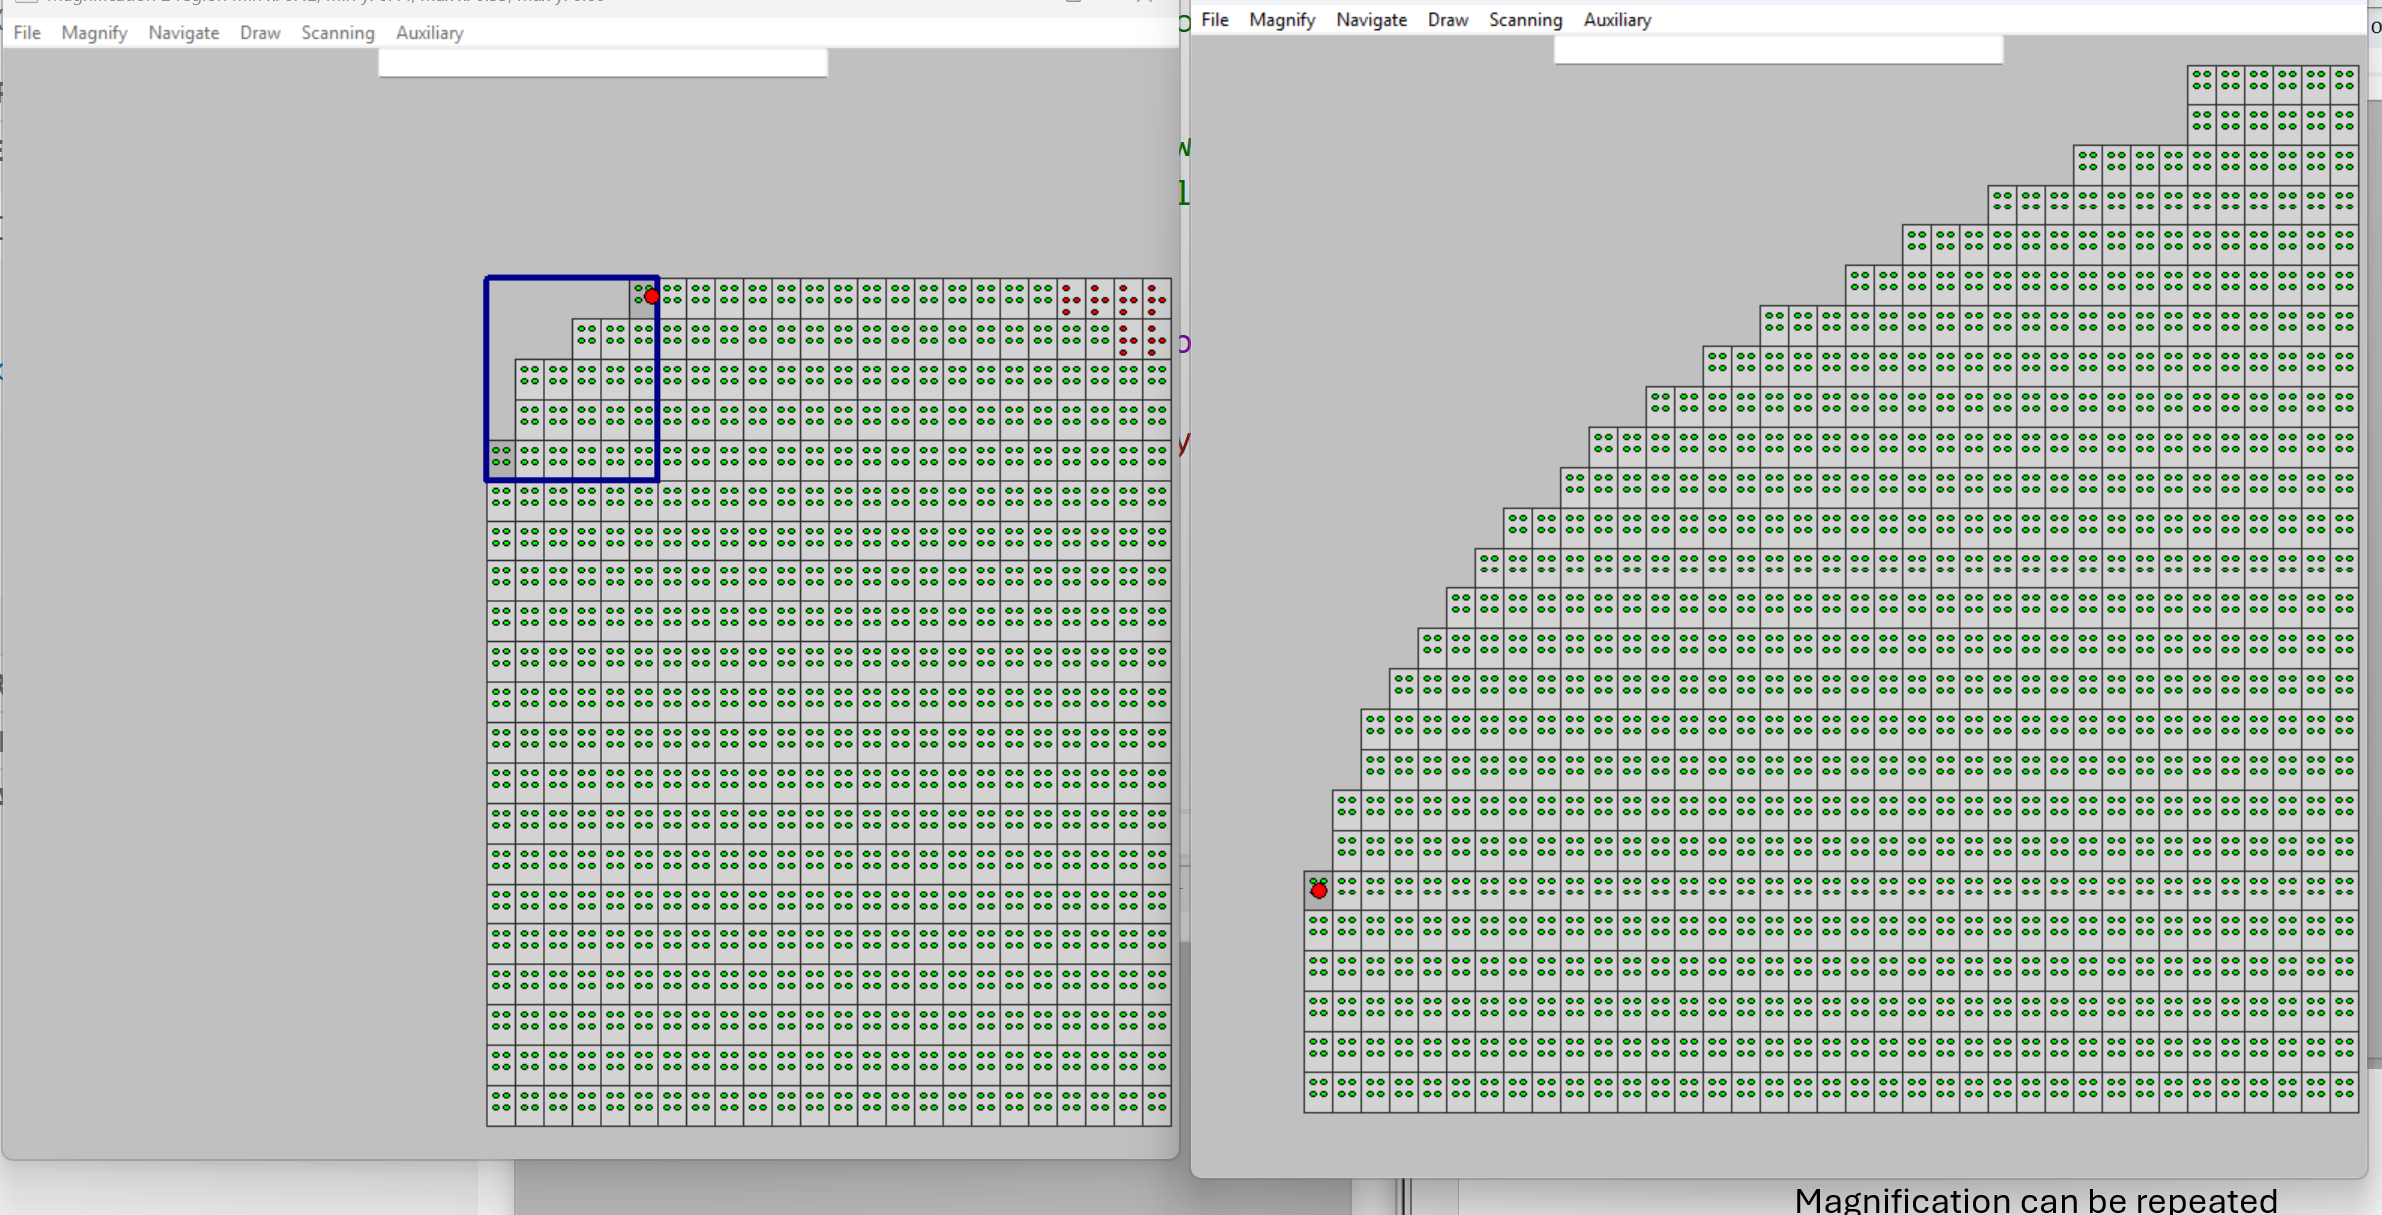 File Magnify Navigate Draw Scanning Auxiliary
File Magnify Navigate Draw Scanning Auxiliary
Magnification can be repeated